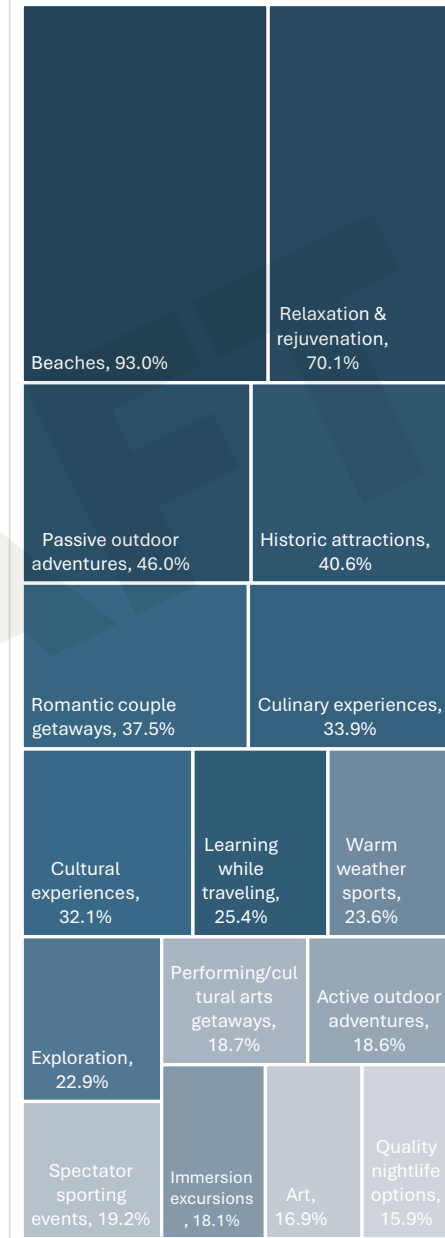 Beaches, 93.0%
Relaxation &
rejuvenation,
70.1%
Passive outdoor
adventures, 46.0%
Historic attractions,
40.6%
Romantic couple
getaways, 37.5%
Culinary experiences,
33.9%
Cultural
experiences,
32.1%
Learning
while
traveling,
25.4%
Warm
weather
sports,
23.6%
Exploration,
22.9%
Performing/cul
tural arts
getaways,
18.7%
Active outdoor
adventures,
18.6%
Spectator
sporting
events, 19.2%
Immersion
excursions
, 18.1%
Art,
16.9%
Quality
nightlife
options,
15.9%